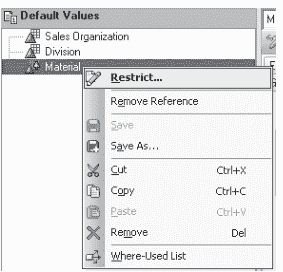 Default Values
M
Sales Organization
Division
Material
Restrict...
Remove Reference
Save
Save As...
Cut Ctrl+X
Copy Ctrl+C
Paste Ctrl+V
Remove Del
Where-Used List